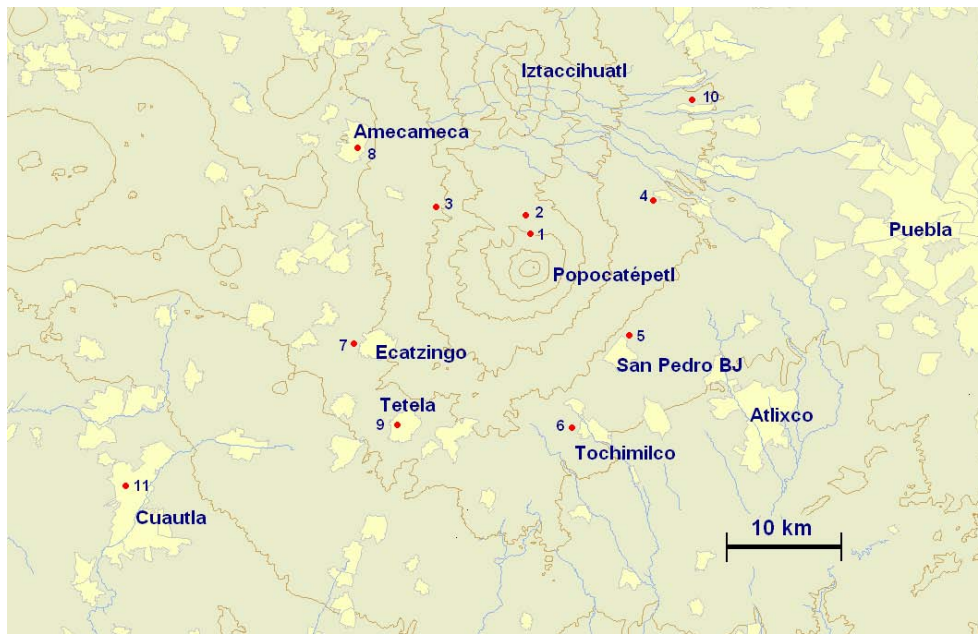 Iztaccihuatl
10
Amecameca
8
3
4
2
1
Puebla
Popocatépetl
7
Ecatzingo
5
San Pedro BJ
Tetela
9
6
Atlixco
Tochimilco
11
Cuautla
10 km